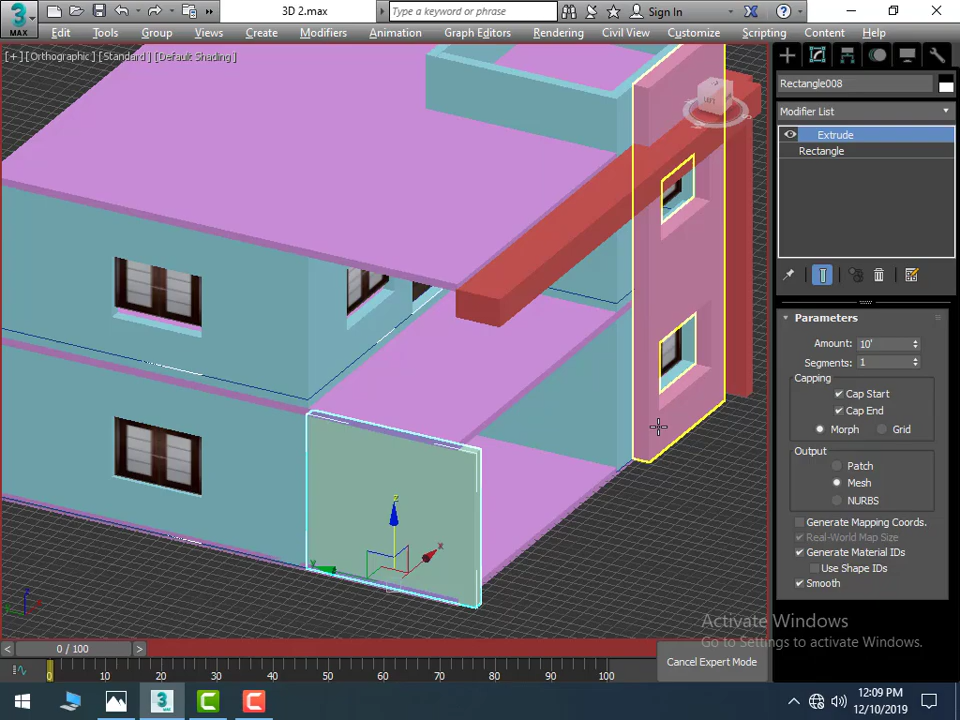 3
MAX
3D 2.max
Type a keyword or phrase
Sign In
Edit
Tools
Group
Views
Create
Modifiers
Animation
Graph Editors
Rendering
Civil View
Customize
Scripting
Content
Help
[+] [Orthographic ] [Standard ] [Default Shading ]
Rectangle008
Modifier List
Extrude
Rectangle
Parameters
Amount: 10'
Segments: 1
Capping
Cap Start
Cap End
Morph
Grid
Output
Patch
Mesh
NURBS
Generate Mapping Coords.
Real-World Map Size
Generate Material IDs
Use Shape IDs
Smooth
z
x
y
Activate Windows
Go to Settings to activate Windows.
0 / 100
Cancel Expert Mode
0 10 20 30 40 50 60 70 80 90 100
12:09 PM
12/10/2019